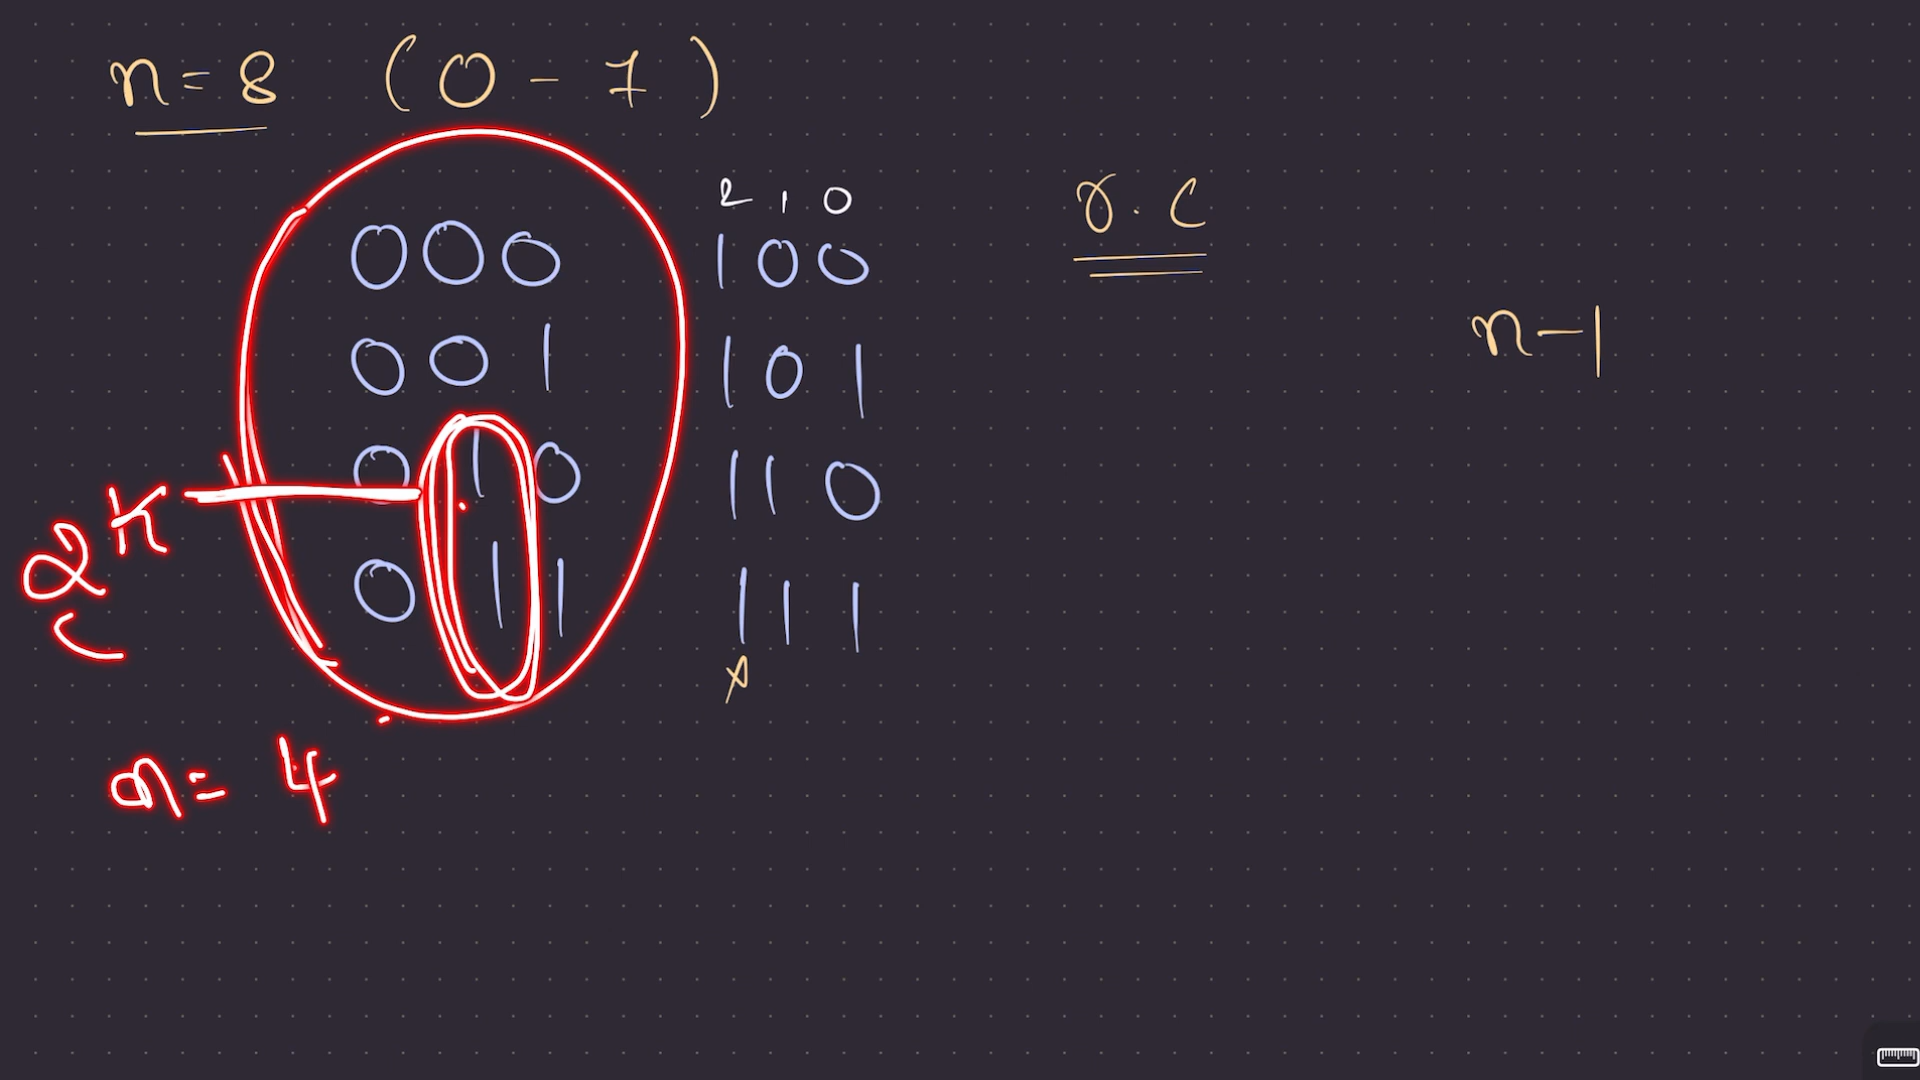 n=8 (0-7)
2 1 0
000 100
r.c
001 101
n-1
010 110
2 K
011 111
n= 4